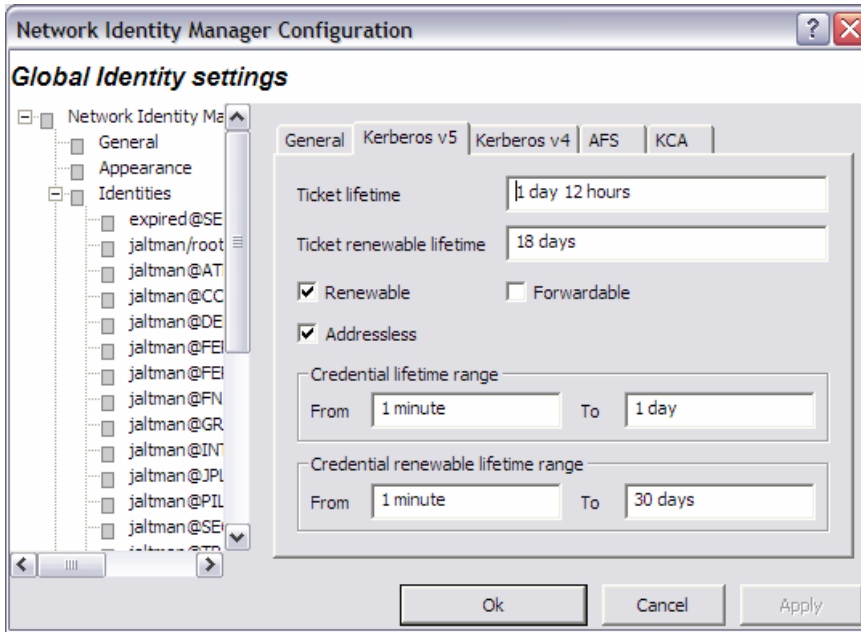 Network Identity Manager Configuration
Global Identity settings
Network Identity Ma
General
Appearance
Identities
expired@SE
jaltman/root
jaltman@AT
jaltman@CC
jaltman@DE
jaltman@FE
jaltman@FE
jaltman@FN
jaltman@GR
jaltman@IN
jaltman@JPL
jaltman@PIL
jaltman@SE
General Kerberos v5 Kerberos v4 AFS KCA
Ticket lifetime 1 day 12 hours
Ticket renewable lifetime 18 days
Renewable Forwardable
Addressless
Credential lifetime range
From 1 minute To 1 day
Credential renewable lifetime range
From 1 minute To 30 days
Ok Cancel Apply